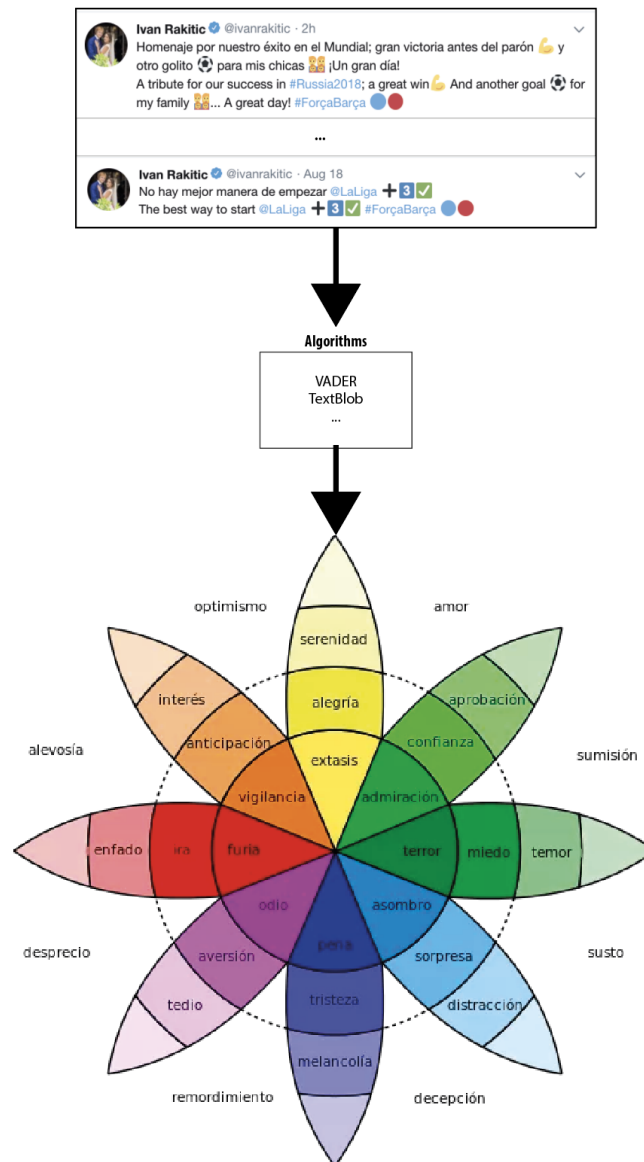 Ivan Rakitic @ivanrakitic · 2h
Homenaje por nuestro éxito en el Mundial; gran victoria antes del parón 💪 y
otro golito ⚽ para mis chicas 👯 ¡Un gran día!
A tribute for our success in #Russia2018; a great win💪 And another goal ⚽ for
my family 👯... A great day! #ForçaBarça 🔵🔴
...
Ivan Rakitic @ivanrakitic · Aug 18
No hay mejor manera de empezar @LaLiga ➕3️⃣✅
The best way to start @LaLiga ➕3️⃣✅ #ForçaBarça 🔵🔴
Algorithms
VADER
TextBlob
...
optimismo
amor
serenidad
interés
aprobación
alegría
anticipación
confianza
alevosía
sumisión
extasis
vigilancia
admiración
enfado
ira
furia
terror
miedo
temor
odio
asombro
pena
aversión
sorpresa
desprecio
susto
tedio
tristeza
distracción
melancolía
remordimiento
decepción